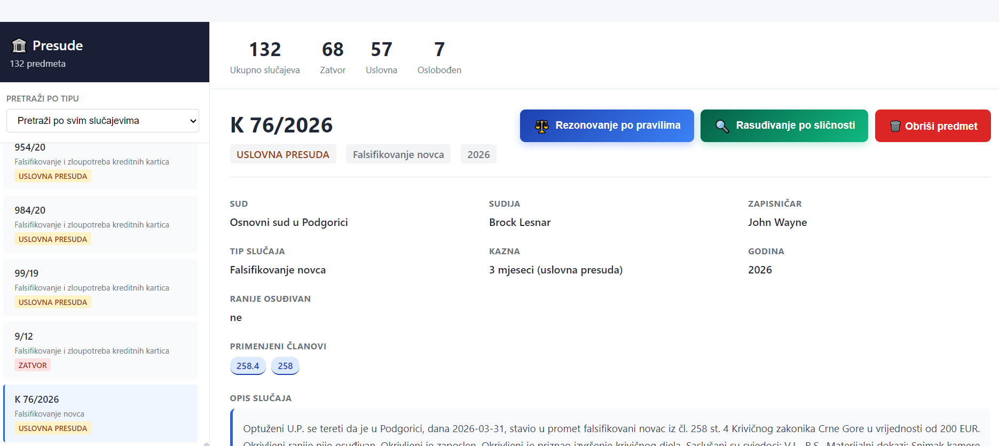 Presude
132 predmeta
PRETRAŽI PO TIPU
Pretraži po svim slučajevima
954/20
Falsifikovanje i zloupotreba kreditnih kartica
USLOVNA PRESUDA
984/20
Falsifikovanje i zloupotreba kreditnih kartica
USLOVNA PRESUDA
99/19
Falsifikovanje i zloupotreba kreditnih kartica
USLOVNA PRESUDA
9/12
Falsifikovanje i zloupotreba kreditnih kartica
ZATVOR
K 76/2026
Falsifikovanje novca
USLOVNA PRESUDA
132 68 57 7
Ukupno slučajeva Zatvor Uslovna Oslobođen
K 76/2026
Rezonovanje po pravilima Rasuđivanje po sličnosti Obriši predmet
USLOVNA PRESUDA Falsifikovanje novca 2026
SUD SUDIJA ZAPISNIČAR
Osnovni sud u Podgorici Brock Lesnar John Wayne
TIP SLUČAJA KAZNA GODINA
Falsifikovanje novca 3 mjeseci (uslovna presuda) 2026
RANIJE OSUĐIVAN
ne
PRIMENJENI ČLANOVI
258.4 258
OPIS SLUČAJA
Optuženi U.P. se tereti da je u Podgorici, dana 2026-03-31, stavio u promet falsifikovani novac iz čl. 258 st. 4 Krivičnog zakonika Crne Gore u vrijednosti od 200 EUR.
Okrivljeni ranije nije osuđivan. Okrivljeni je zaposlen. Okrivljeni je priznao izvršenje krivičnog djela. Saslušani su svjedoci: V.L., R.S.. Materijalni dokazi: Snimak kamere